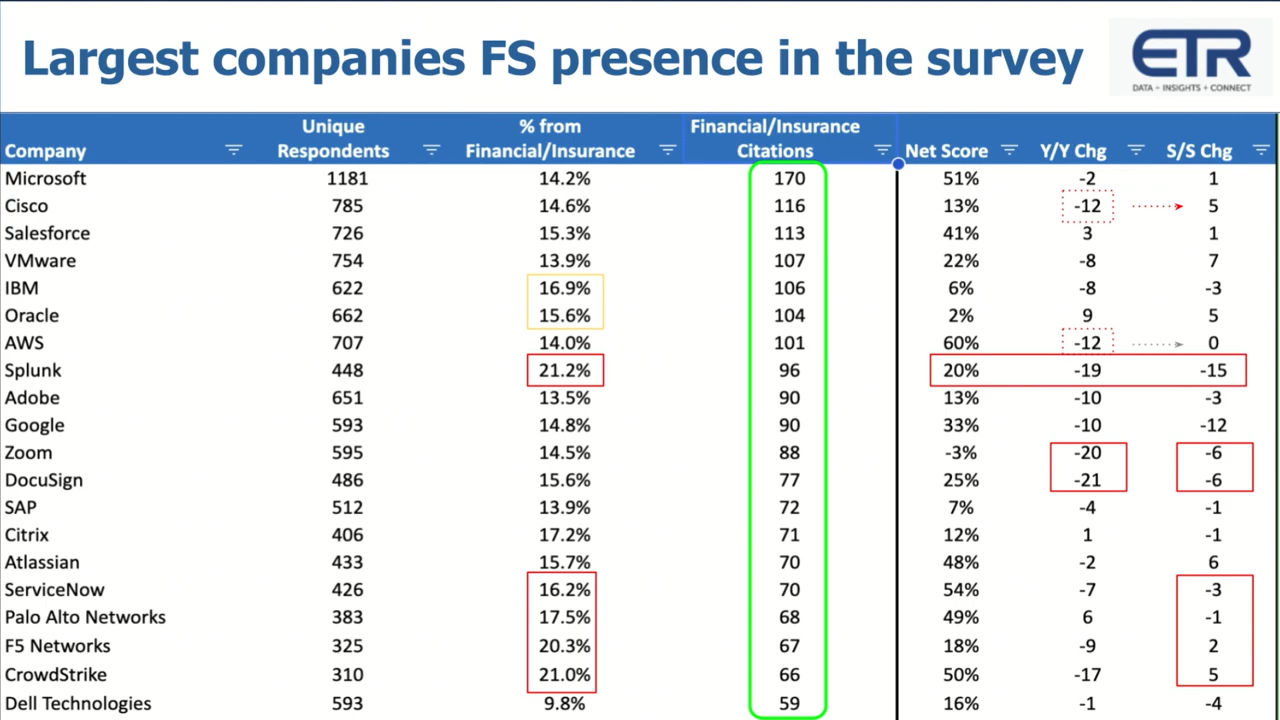 Largest companies FS presence in the survey
ETR
DATA + INSIGHTS + CONNECT
Company Unique Respondents % from Financial/Insurance Financial/Insurance Citations Net Score Y/Y Chg S/S Chg
Microsoft 1181 14.2% 170 51% -2 1
Cisco 785 14.6% 116 13% -12 5
Salesforce 726 15.3% 113 41% 3 1
VMware 754 13.9% 107 22% -8 7
IBM 622 16.9% 106 6% -8 -3
Oracle 662 15.6% 104 2% 9 5
AWS 707 14.0% 101 60% -12 0
Splunk 448 21.2% 96 20% -19 -15
Adobe 651 13.5% 90 13% -10 -3
Google 593 14.8% 90 33% -10 -12
Zoom 595 14.5% 88 -3% -20 -6
DocuSign 486 15.6% 77 25% -21 -6
SAP 512 13.9% 72 7% -4 -1
Citrix 406 17.2% 71 12% 1 -1
Atlassian 433 15.7% 70 48% -2 6
ServiceNow 426 16.2% 70 54% -7 -3
Palo Alto Networks 383 17.5% 68 49% 6 -1
F5 Networks 325 20.3% 67 18% -9 2
CrowdStrike 310 21.0% 66 50% -17 5
Dell Technologies 593 9.8% 59 16% -1 -4